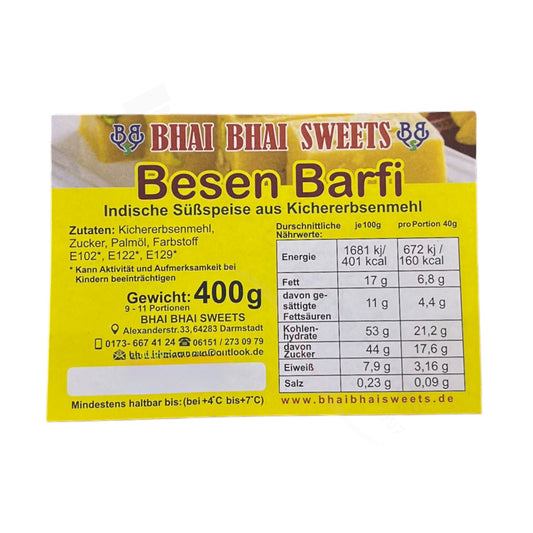 BHAI BHAI SWEETS
Besen Barfi
Indische Süßspeise aus Kichererbsenmehl
Zutaten: Kichererbsenmehl,
Zucker, Palmöl, Farbstoff
E102*, E122*, E129*
* Kann Aktivität und Aufmerksamkeit bei
Kindern beeinträchtigen
Gewicht: 400g
9 - 11 Portionen
BHAI BHAI SWEETS
Alexanderstr.33,64283 Darmstadt
0173- 667 41 24 06151 / 273 09 79
outlook.de
Mindestens haltbar bis: (bei +4°C bis+7°C)
Durschnittliche je100g pro Portion 40g
Nährwerte:
Energie 1681 kj/ 672 kj /
401 kcal 160 kcal
Fett 17 g 6,8 g
davon ge-
sättigte 11 g 4,4 g
Fettsäuren
Kohlen- 53 g 21,2 g
hydrate
davon 44 g 17,6 g
Zucker
Eiweiß 7,9 g 3,16 g
Salz 0,23 g 0,09 g
www.bhaibhaisweets.de